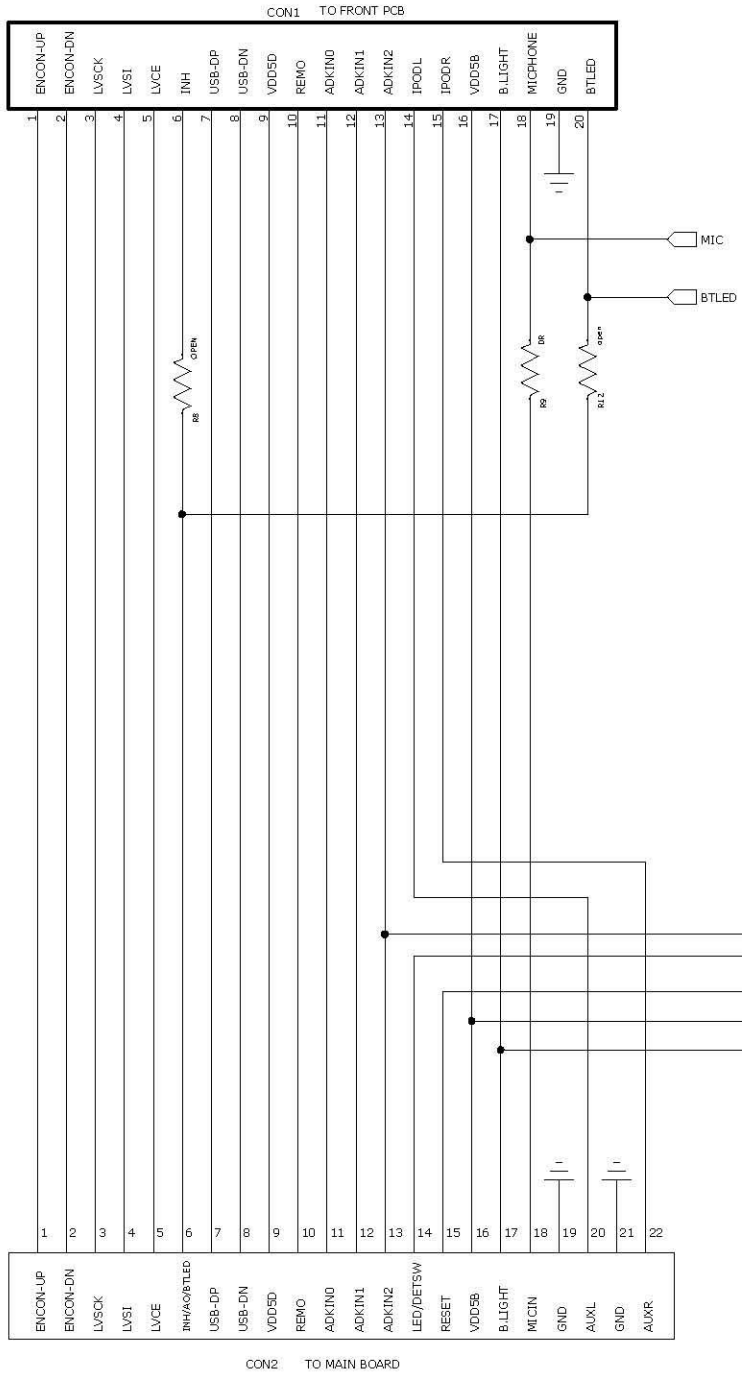 CON1 TO FRONT PCB
ENCON-UP
ENCON-DN
LVSCK
LVSI
LVCE
INH
USB-DP
USB-DN
VDD5D
REMO
ADKIN0
ADKIN1
ADKIN2
IPODL
IPODR
VDD5B
B.LIGHT
MICPHONE
GND
BTLED
1 2 3 4 5 6 7 8 9 10 11 12 13 14 15 16 17 18 19 20
MIC
BTLED
OPEN
R8
0R
R9
open
R12
1 2 3 4 5 6 7 8 9 10 11 12 13 14 15 16 17 18 19 20 21 22
ENCON-UP
ENCON-DN
LVSCK
LVSI
LVCE
INH/AO/BTLED
USB-DP
USB-DN
VDD5D
REMO
ADKIN0
ADKIN1
ADKIN2
LED/DETSW
RESET
VDD5B
B.LIGHT
MICIN
GND
AUXL
GND
AUXR
CON2 TO MAIN BOARD